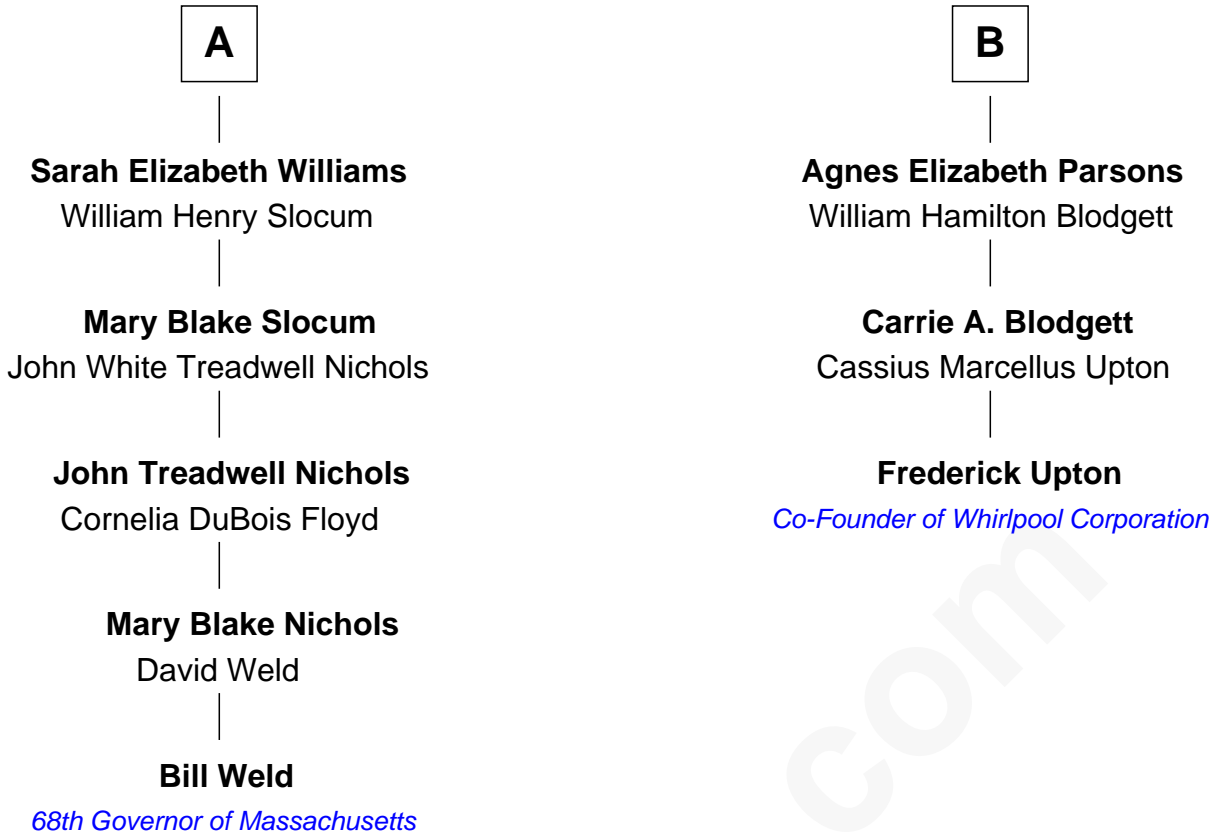 A
Sarah Elizabeth Williams
William Henry Slocum
Mary Blake Slocum
John White Treadwell Nichols
John Treadwell Nichols
Cornelia DuBois Floyd
Mary Blake Nichols
David Weld
Bill Weld
68th Governor of Massachusetts
B
Agnes Elizabeth Parsons
William Hamilton Blodgett
Carrie A. Blodgett
Cassius Marcellus Upton
Frederick Upton
Co-Founder of Whirlpool Corporation
com